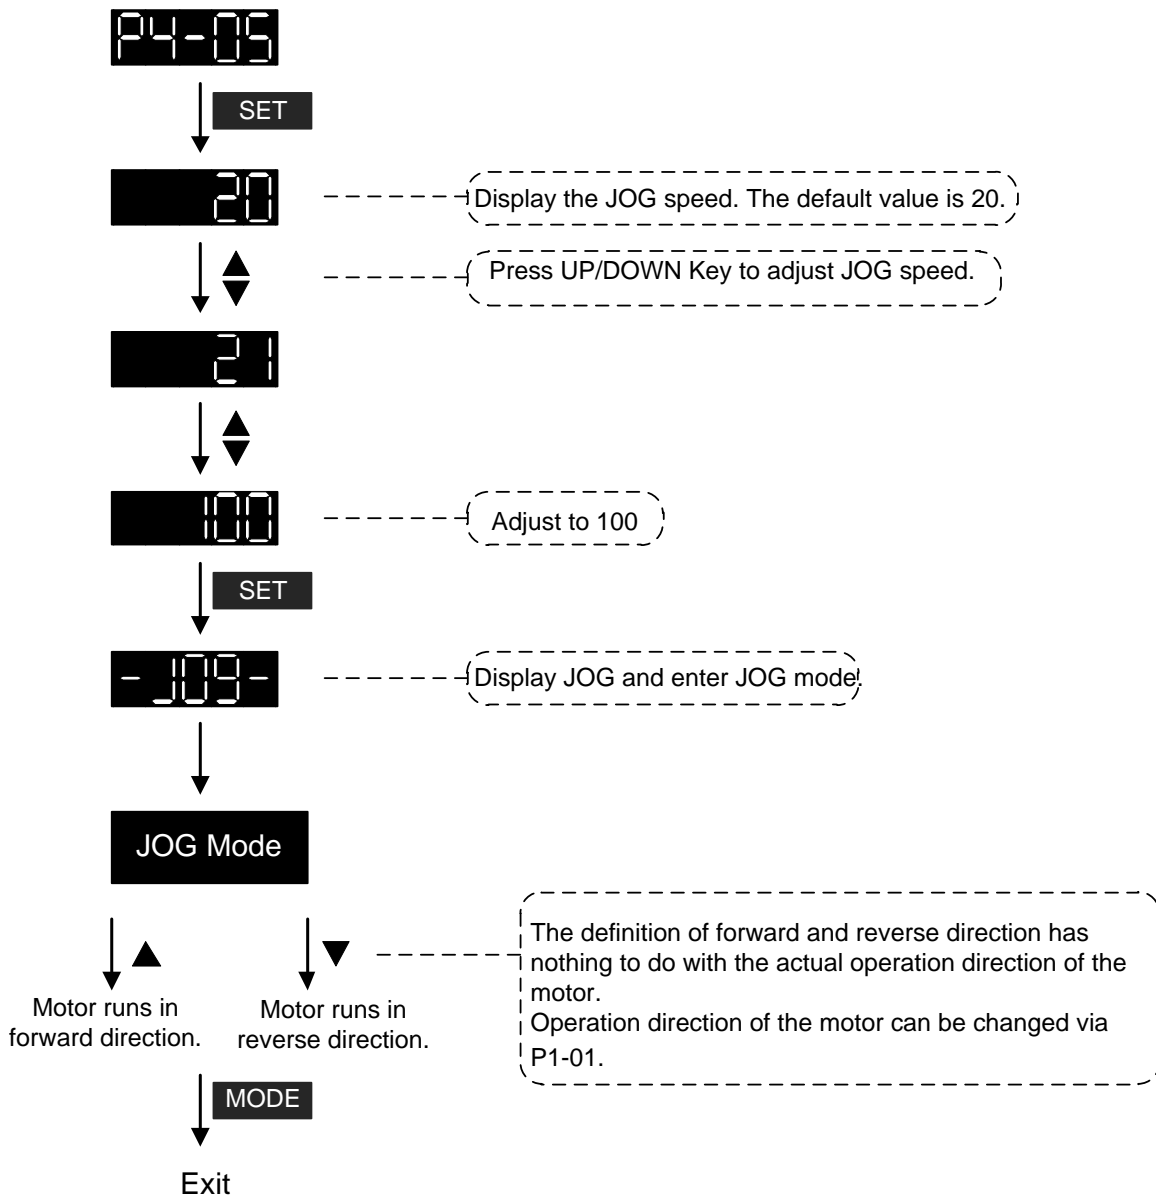 P4-05
SET
20
Display the JOG speed. The default value is 20.
Press UP/DOWN Key to adjust JOG speed.
21
100
Adjust to 100
SET
-JOG-
Display JOG and enter JOG mode.
JOG Mode
The definition of forward and reverse direction has
nothing to do with the actual operation direction of the
motor.
Operation direction of the motor can be changed via
P1-01.
Motor runs in
forward direction.
Motor runs in
reverse direction.
MODE
Exit